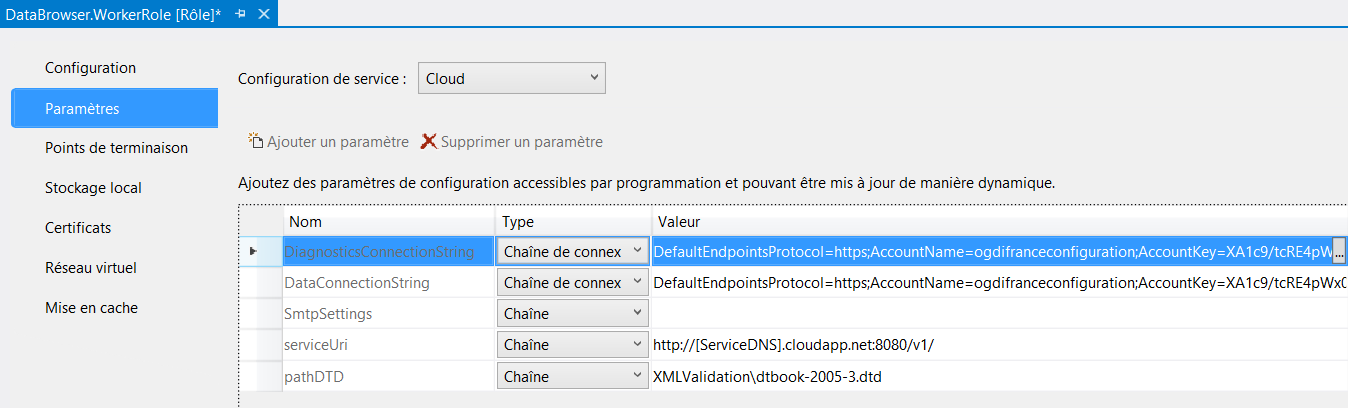 DataBrowser.WorkerRole [Rôle]*
Configuration
Paramètres
Points de terminaison
Stockage local
Certificats
Réseau virtuel
Mise en cache
Configuration de service : Cloud
Ajouter un paramètre Supprimer un paramètre
Ajoutez des paramètres de configuration accessibles par programmation et pouvant être mis à jour de manière dynamique.
Nom Type Valeur
DiagnosticsConnectionString Chaîne de connex DefaultEndpointsProtocol=https;AccountName=ogdifranceconfiguration;AccountKey=XA1c9/tcRE4pW ...
DataConnectionString Chaîne de connex DefaultEndpointsProtocol=https;AccountName=ogdifranceconfiguration;AccountKey=XA1c9/tcRE4pWx
SmtpSettings Chaîne
serviceUri Chaîne http://[ServiceDNS].cloudapp.net:8080/v1/
pathDTD Chaîne XMLValidation\dtbook-2005-3.dtd